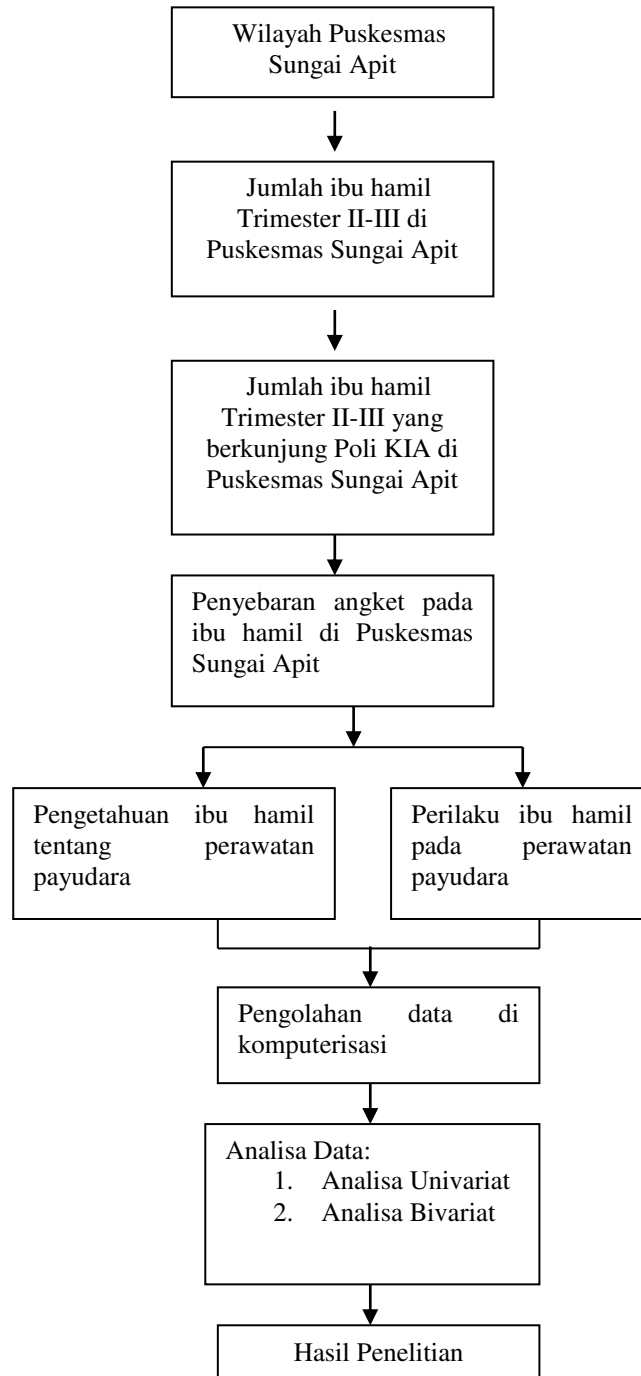 Wilayah Puskesmas
Sungai Apit
Jumlah ibu hamil
Trimester II-III di
Puskesmas Sungai Apit
Jumlah ibu hamil
Trimester II-III yang
berkunjung Poli KIA di
Puskesmas Sungai Apit
Penyebaran angket pada
ibu hamil di Puskesmas
Sungai Apit
Pengetahuan ibu hamil
tentang perawatan
payudara
Perilaku ibu hamil
pada perawatan
payudara
Pengolahan data di
komputerisasi
Analisa Data:
1. Analisa Univariat
2. Analisa Bivariat
Hasil Penelitian